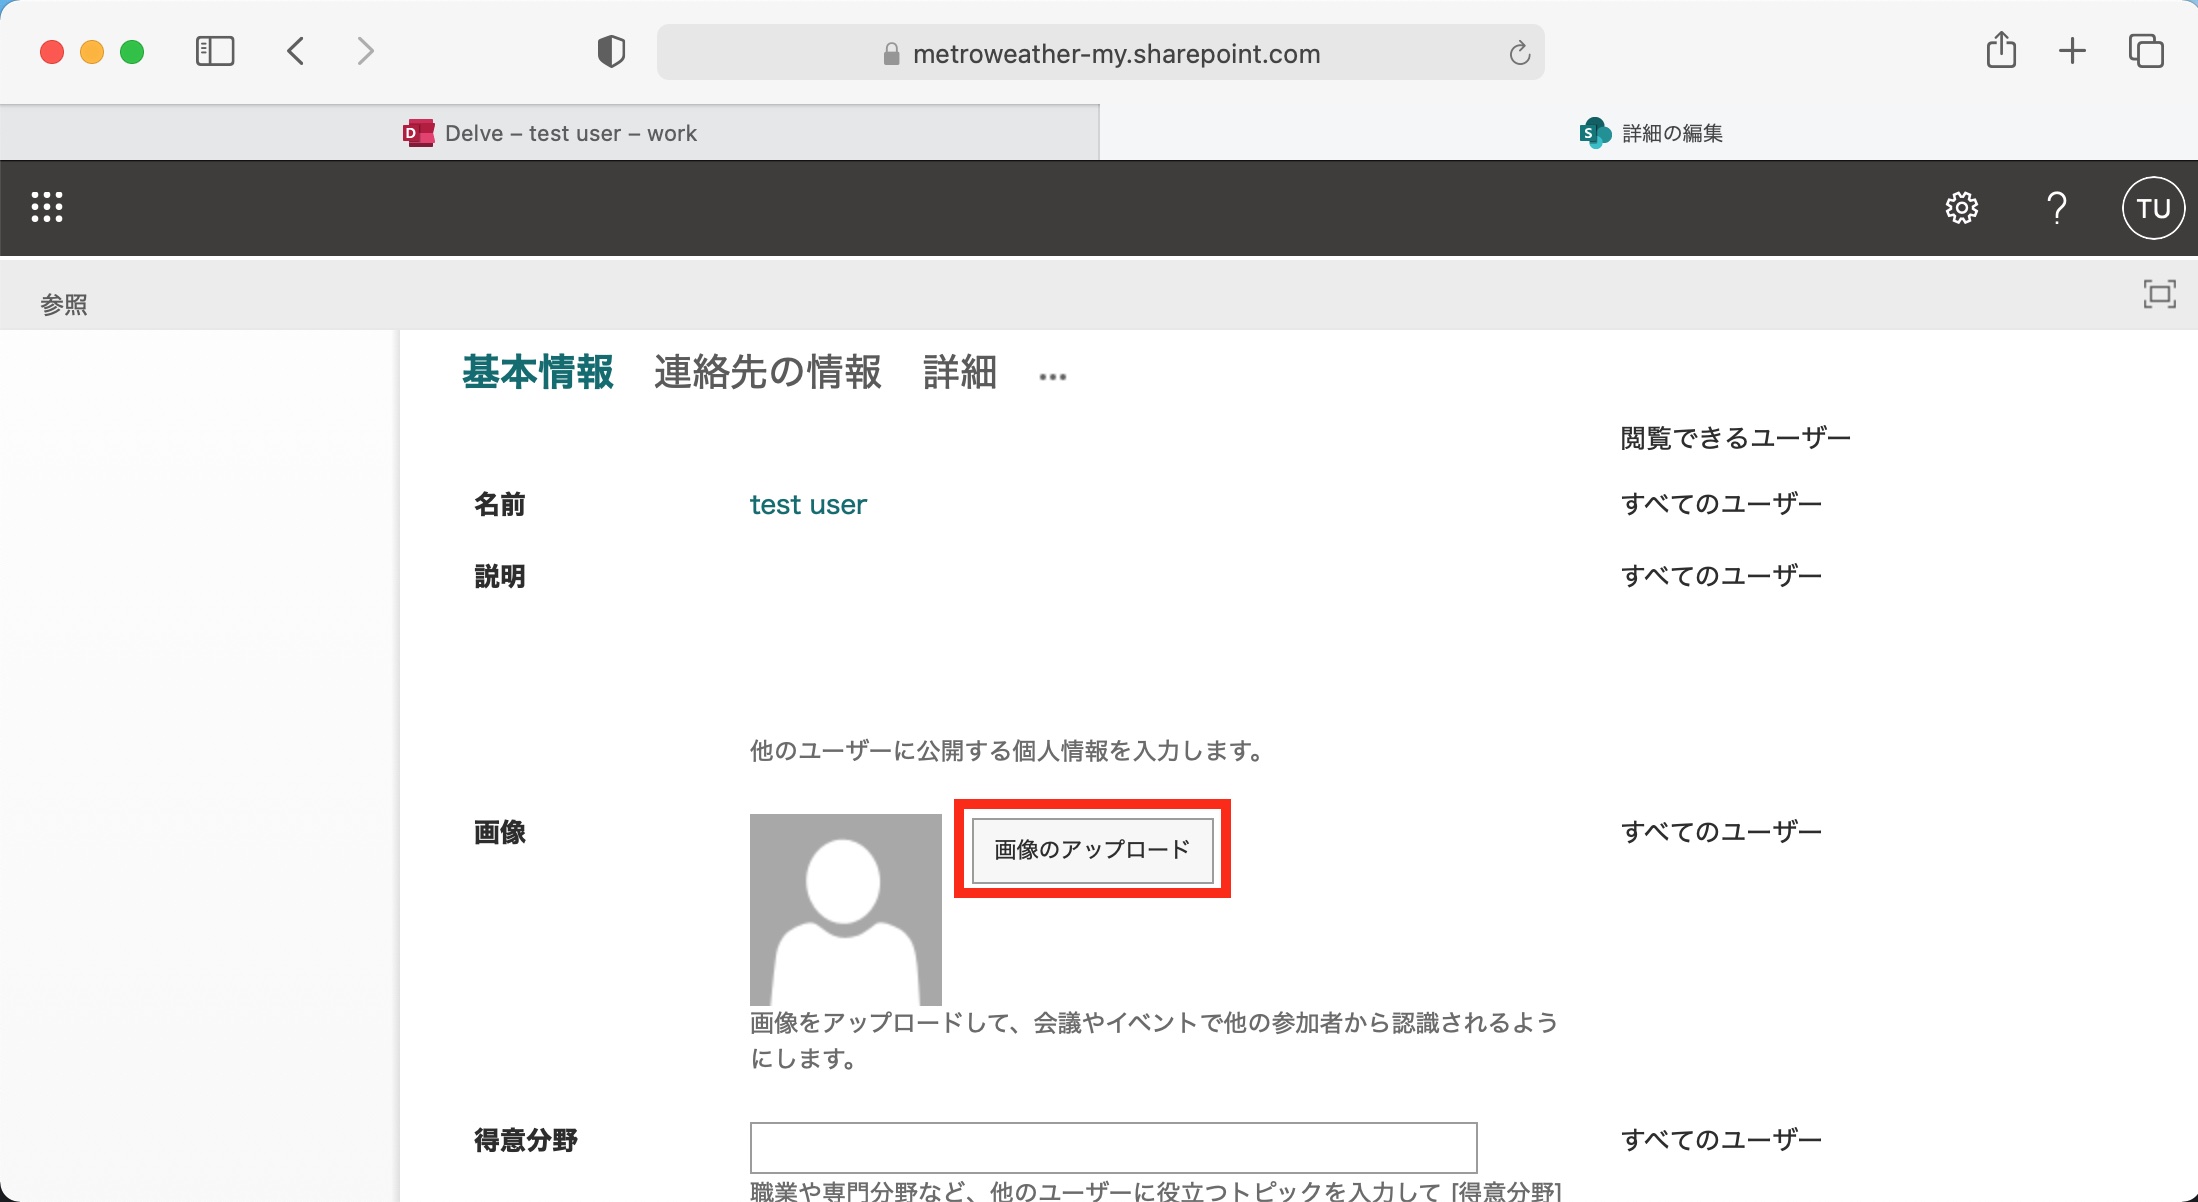 metroweather-my.sharepoint.com
D Delve – test user – work
S 詳細の編集
TU
参照
基本情報 連絡先の情報 詳細 ...
閲覧できるユーザー
名前 test user すべてのユーザー
説明 すべてのユーザー
他のユーザーに公開する個人情報を入力します。
画像 画像のアップロード すべてのユーザー
画像をアップロードして、会議やイベントで他の参加者から認識されるよう
にします。
得意分野 すべてのユーザー
職業や専門分野など、他のユーザーに役立つトピックを入力して [得意分野]